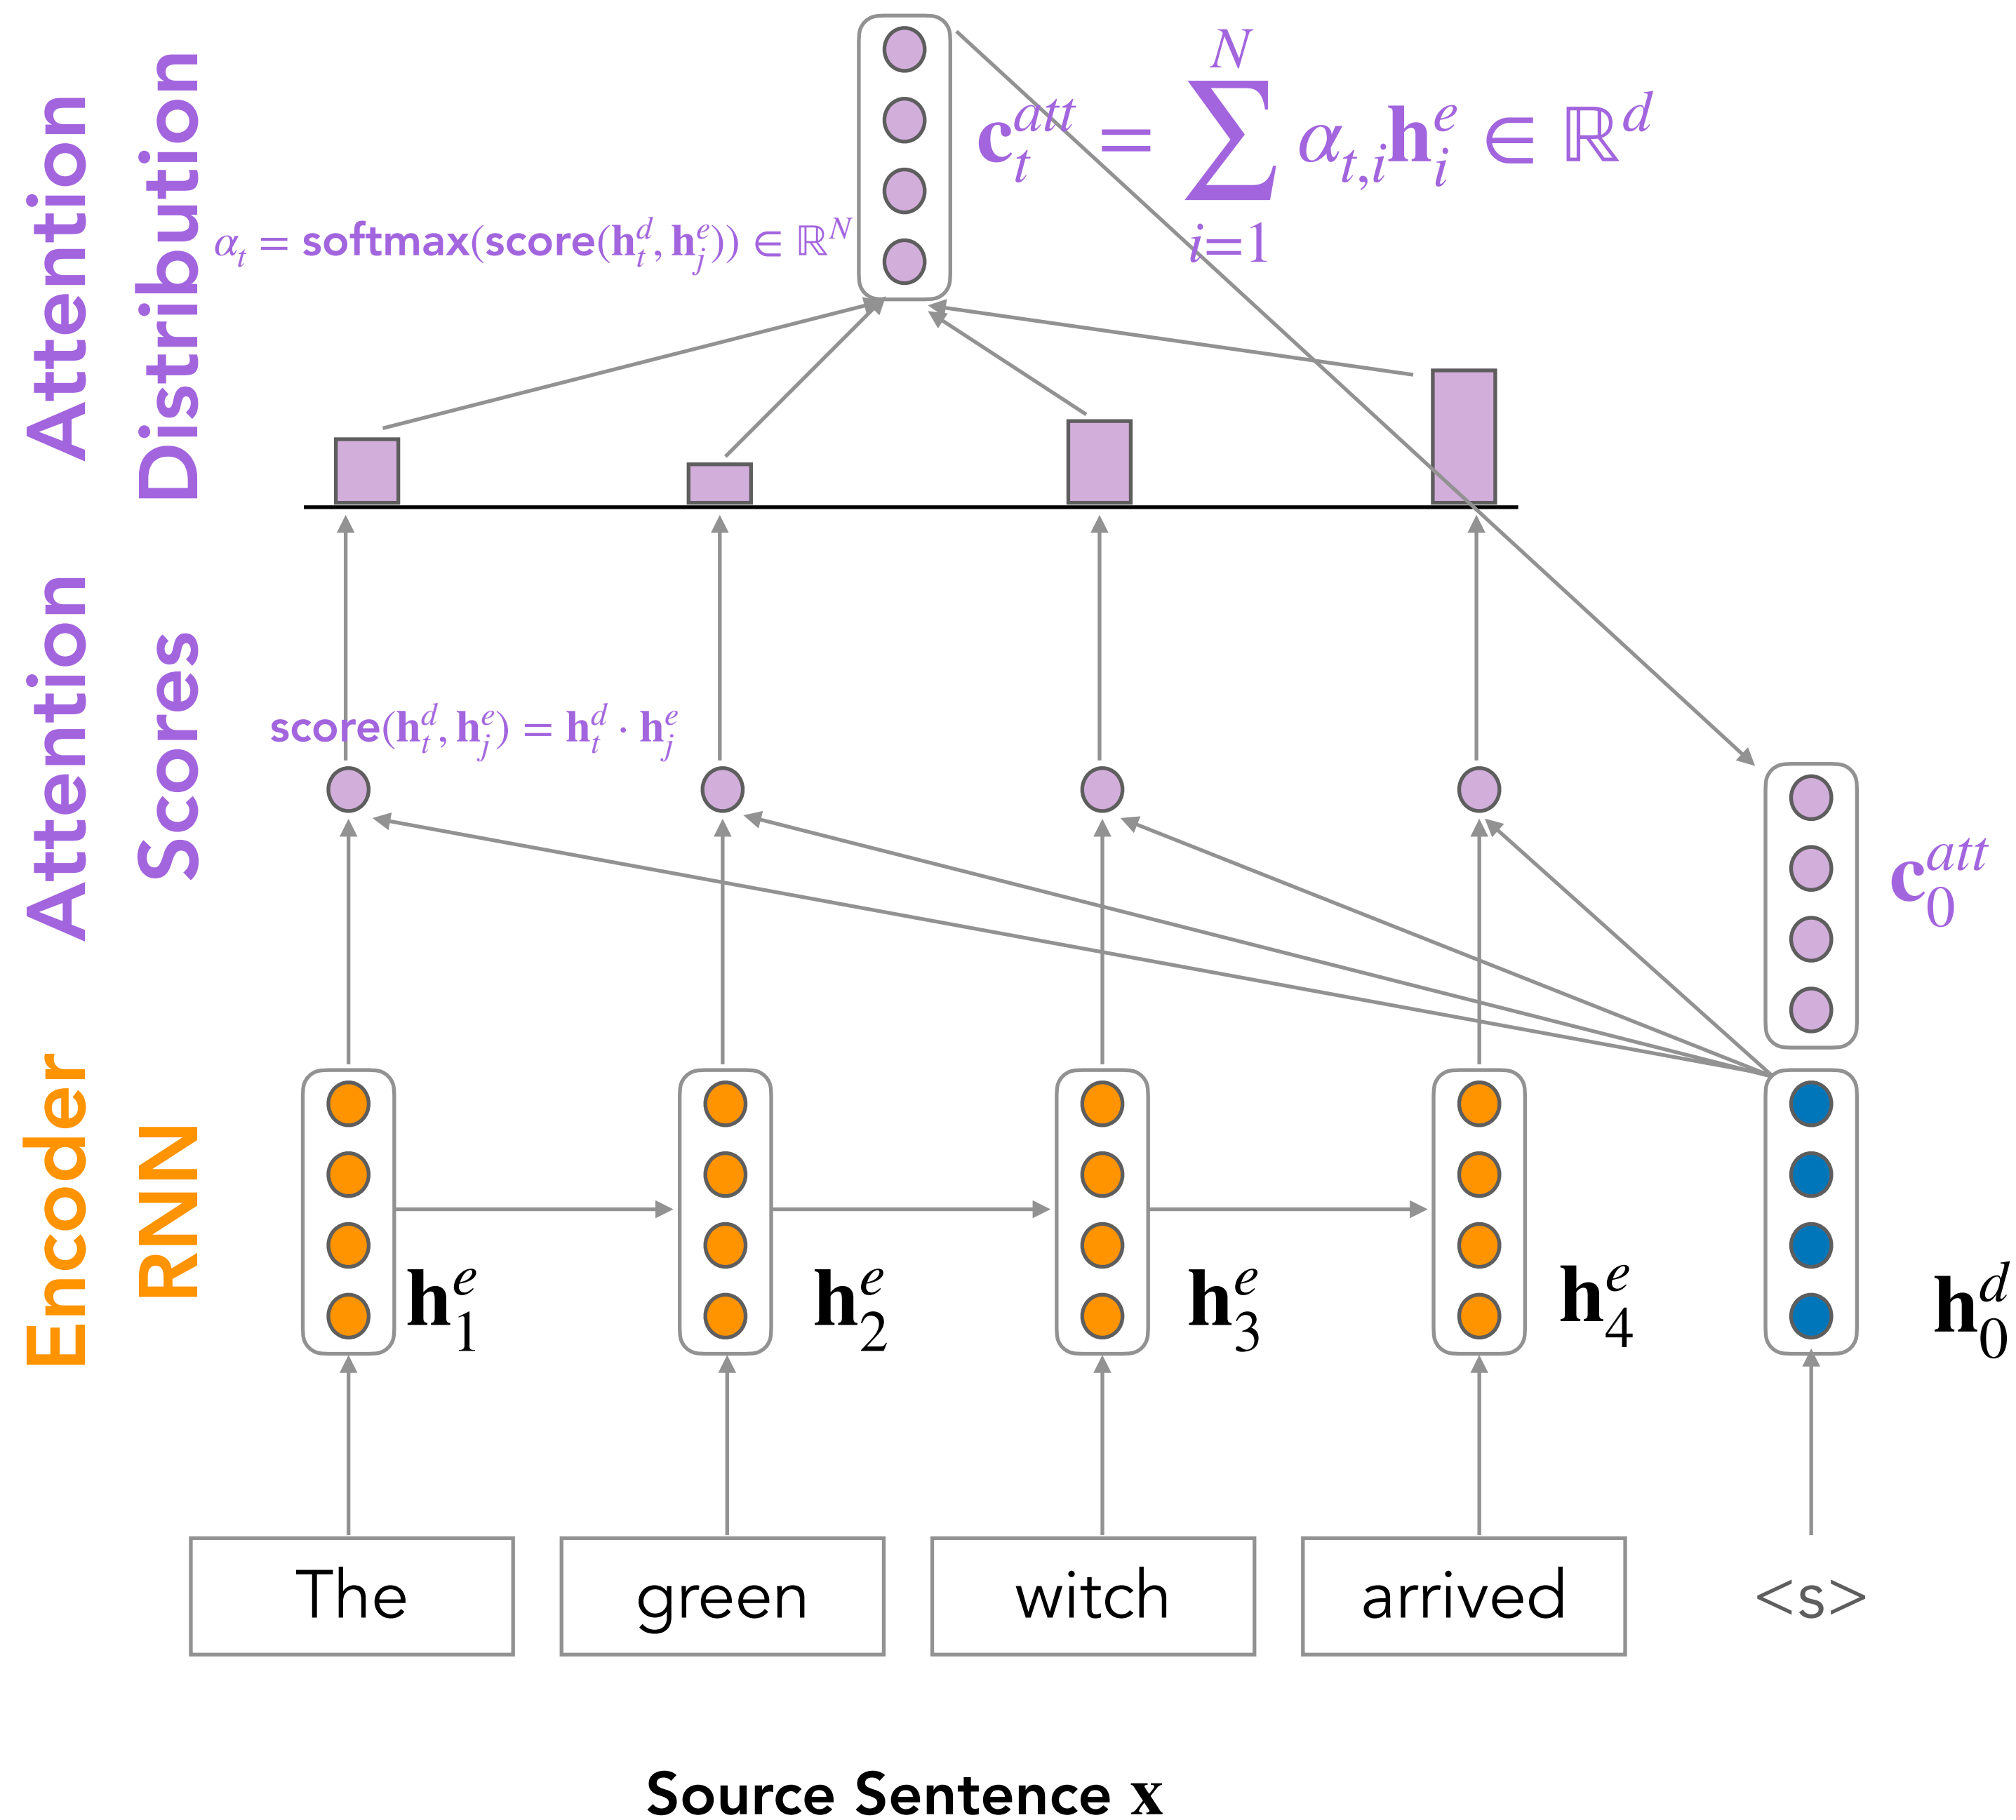 Attention
Distribution
c_t^{att} = \sum_{i=1}^{N} α_{t,i} h_i^e ∈ ℝ^d
α_t = softmax(score(h_t^d, h_j^e)) ∈ ℝ^N
Attention
Scores
score(h_t^d, h_j^e) = h_t^d · h_j^e
c_0^{att}
Encoder
RNN
h_1^e
h_2^e
h_3^e
h_4^e
h_0^d
The
green
witch
arrived
<s>
Source Sentence x